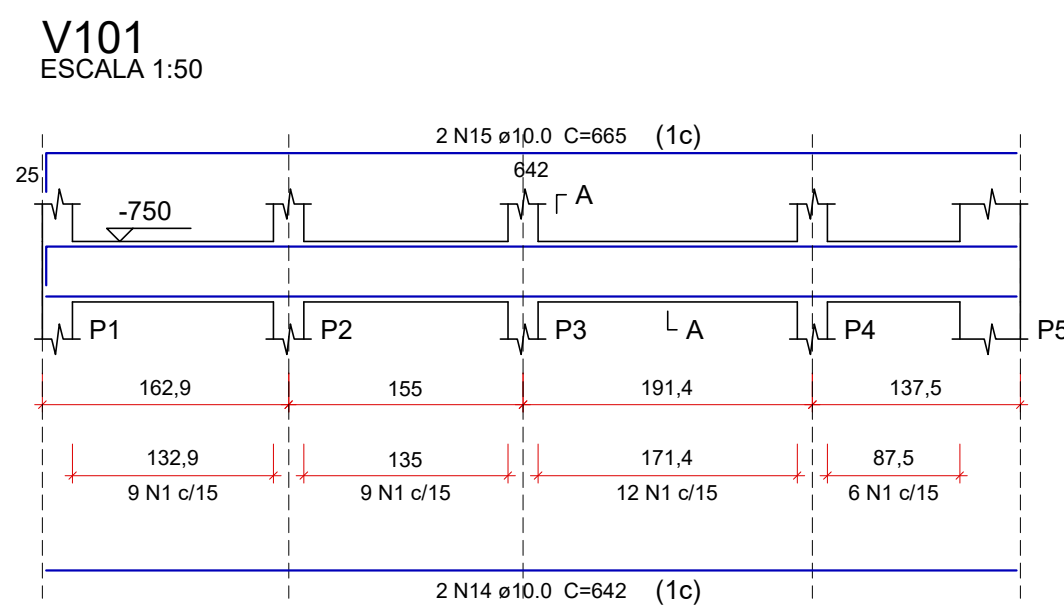 V101
ESCALA 1:50
2 N15 ø10.0 C=665 (1c)
25
642
A
-750
P1 P2 P3 A P4 P5
162,9 155 191,4 137,5
132,9 135 171,4 87,5
9 N1 c/15 9 N1 c/15 12 N1 c/15 6 N1 c/15
2 N14 ø10.0 C=642 (1c)